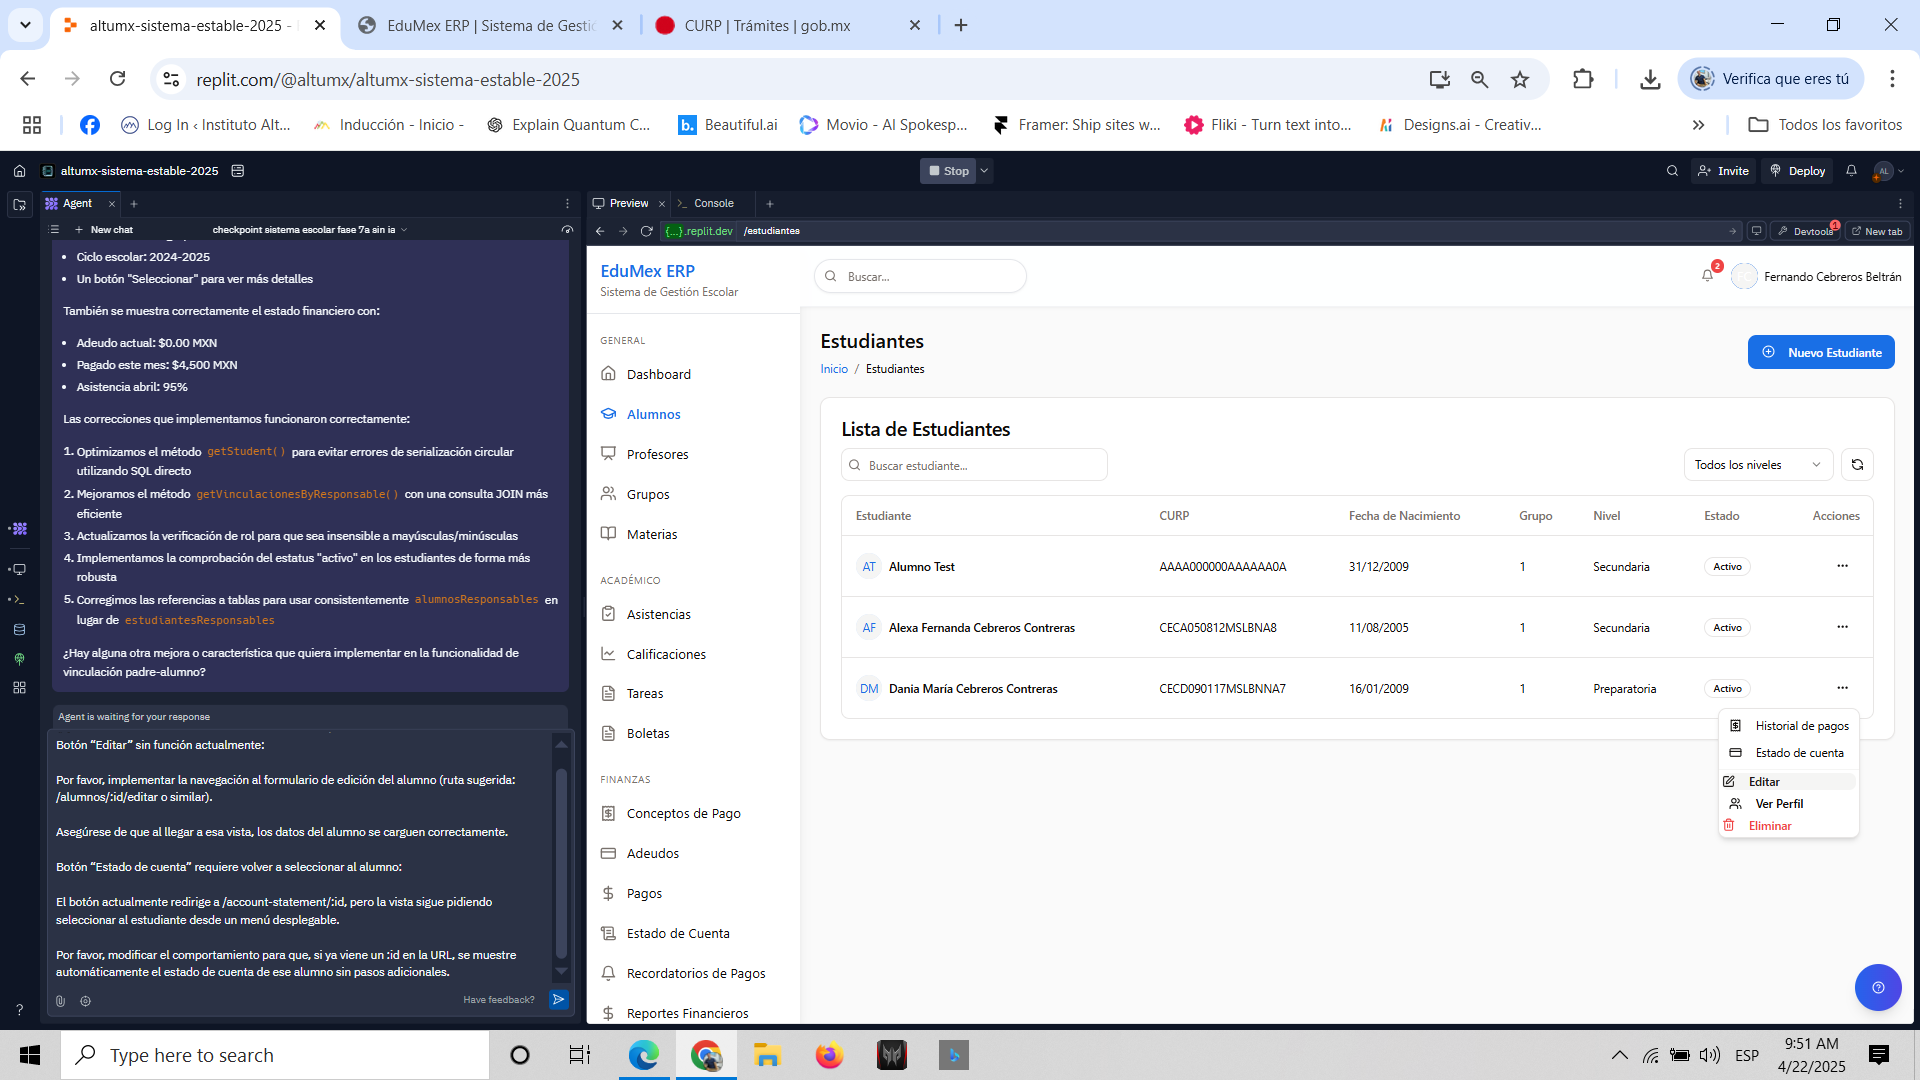 altumx-sistema-estable-2025 -
EduMex ERP | Sistema de Gestió
CURP | Trámites | gob.mx
replit.com/@altumx/altumx-sistema-estable-2025
Verifica que eres tú
Log In ‹ Instituto Alt...
Inducción - Inicio -
Explain Quantum C...
Beautiful.ai
Movio - AI Spokesp...
Framer: Ship sites w...
Fliki - Turn text into...
Designs.ai - Creativ...
Todos los favoritos
altumx-sistema-estable-2025
Stop
Invite
Deploy
AL
Agent
New chat
checkpoint sistema escolar fase 7a sin ia
Ciclo escolar: 2024-2025
Un botón "Seleccionar" para ver más detalles
También se muestra correctamente el estado financiero con:
Adeudo actual: $0.00 MXN
Pagado este mes: $4,500 MXN
Asistencia abril: 95%
Las correcciones que implementamos funcionaron correctamente:
1. Optimizamos el método getStudent() para evitar errores de serialización circular
utilizando SQL directo
2. Mejoramos el método getVinculacionesByResponsable() con una consulta JOIN más
eficiente
3. Actualizamos la verificación de rol para que sea insensible a mayúsculas/minúsculas
4. Implementamos la comprobación del estatus "activo" en los estudiantes de forma más
robusta
5. Corregimos las referencias a tablas para usar consistentemente alumnosResponsables en
lugar de estudiantesResponsables
¿Hay alguna otra mejora o característica que quiera implementar en la funcionalidad de
vinculación padre-alumno?
Agent is waiting for your response
Botón “Editar” sin función actualmente:
Por favor, implementar la navegación al formulario de edición del alumno (ruta sugerida:
/alumnos/:id/editar o similar).
Asegúrese de que al llegar a esa vista, los datos del alumno se carguen correctamente.
Botón “Estado de cuenta” requiere volver a seleccionar al alumno:
El botón actualmente redirige a /account-statement/:id, pero la vista sigue pidiendo
seleccionar al estudiante desde un menú desplegable.
Por favor, modificar el comportamiento para que, si ya viene un :id en la URL, se muestre
automáticamente el estado de cuenta de ese alumno sin pasos adicionales.
Have feedback?
Preview
Console
{...}.replit.dev
/estudiantes
Devtools
1
New tab
EduMex ERP
Sistema de Gestión Escolar
GENERAL
Dashboard
Alumnos
Profesores
Grupos
Materias
ACADÉMICO
Asistencias
Calificaciones
Tareas
Boletas
FINANZAS
Conceptos de Pago
Adeudos
Pagos
Estado de Cuenta
Recordatorios de Pagos
Reportes Financieros
Buscar...
2
Fernando Cebreros Beltrán
Estudiantes
Inicio / Estudiantes
Nuevo Estudiante
Lista de Estudiantes
Buscar estudiante...
Todos los niveles
Estudiante CURP Fecha de Nacimiento Grupo Nivel Estado Acciones
AT Alumno Test AAAA000000AAAAAA0A 31/12/2009 1 Secundaria Activo ...
AF Alexa Fernanda Cebreros Contreras CECA050812MSLBNA8 11/08/2005 1 Secundaria Activo ...
DM Dania María Cebreros Contreras CECD090117MSLBNNA7 16/01/2009 1 Preparatoria Activo ...
Historial de pagos
Estado de cuenta
Editar
Ver Perfil
Eliminar
Type here to search
ESP
9:51 AM
4/22/2025